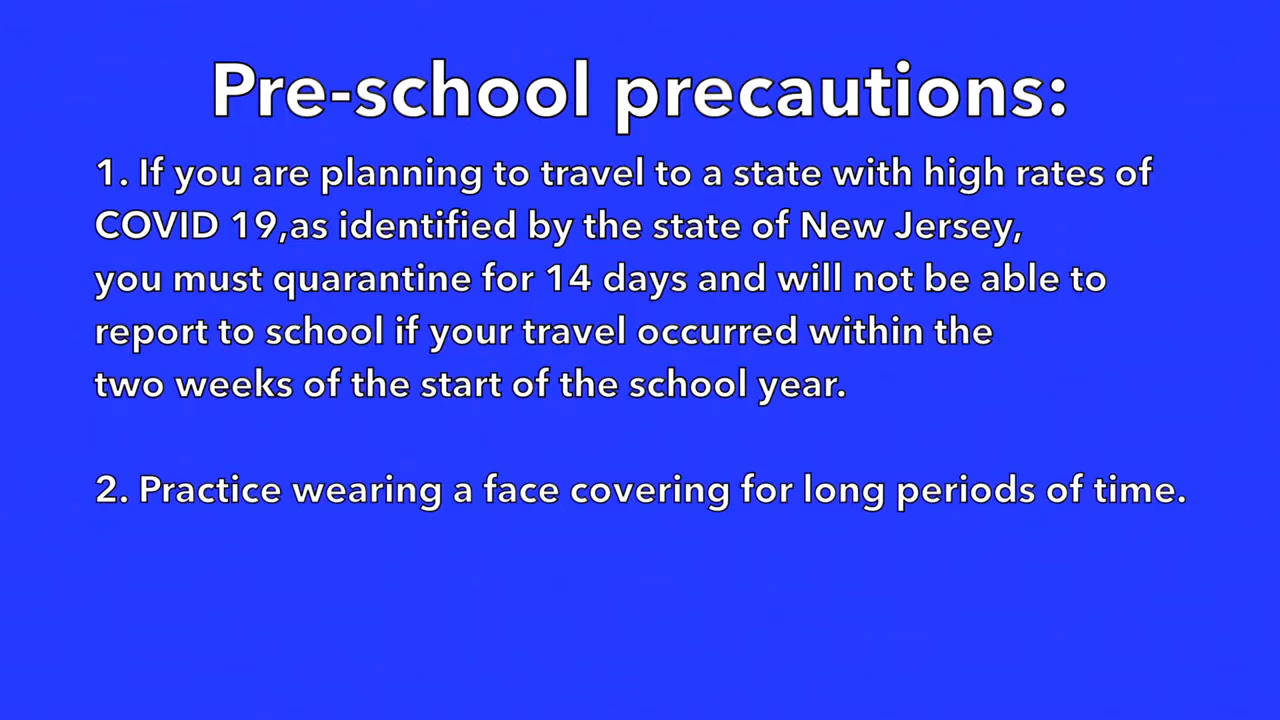 Pre-school precautions:
1. If you are planning to travel to a state with high rates of
COVID 19,as identified by the state of New Jersey,
you must quarantine for 14 days and will not be able to
report to school if your travel occurred within the
two weeks of the start of the school year.
2. Practice wearing a face covering for long periods of time.